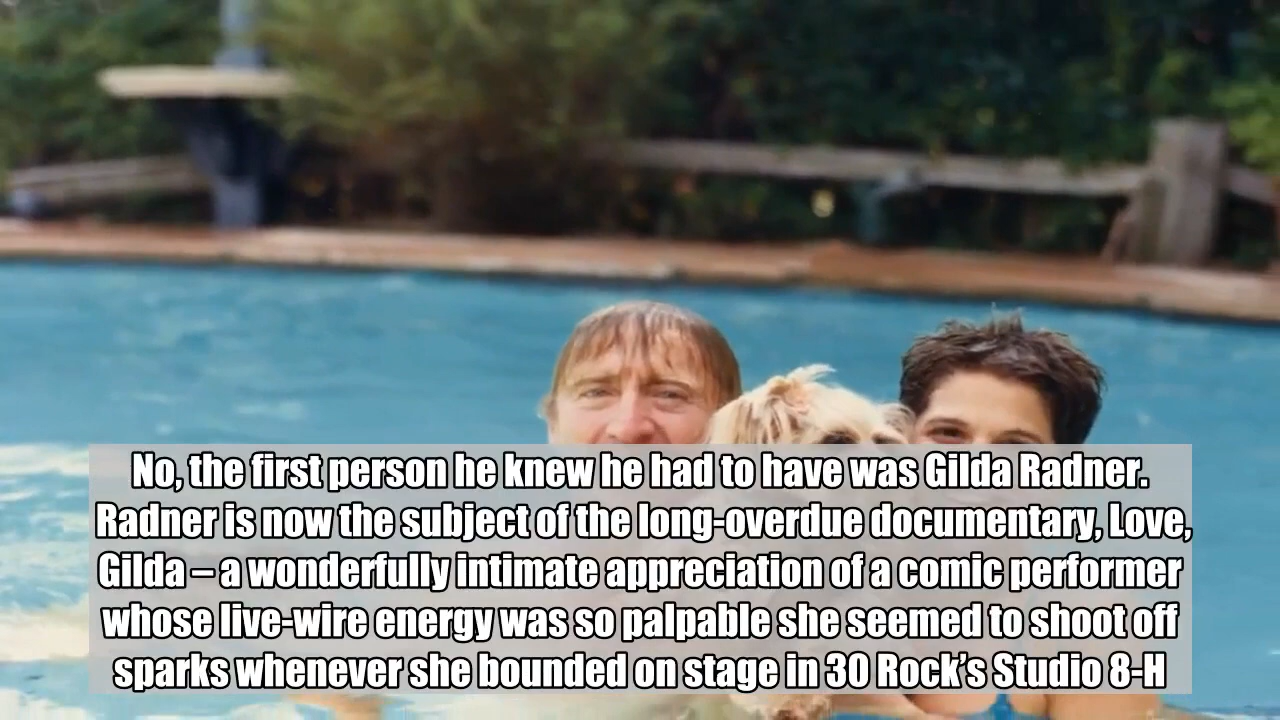 No, the first person he knew he had to have was Gilda Radner.
Radner is now the subject of the long-overdue documentary, Love,
Gilda – a wonderfully intimate appreciation of a comic performer
whose live-wire energy was so palpable she seemed to shoot off
sparks whenever she bounded on stage in 30 Rock’s Studio 8-H